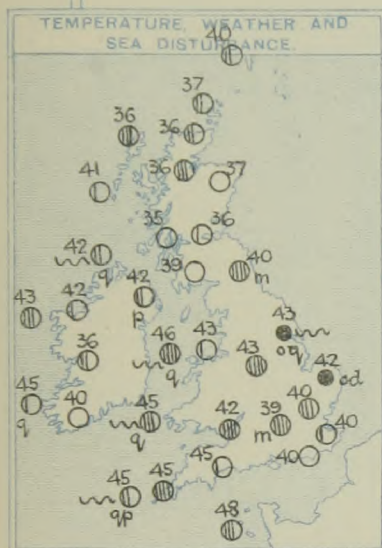 TEMPERATURE, WEATHER AND
SEA DISTURBANCE.
40
37
36 36
36 37
41
35 36
42 q 39 40 m
43 42 42 p
43 oq
36 46 q 43 43
42 od
45 q 40 45 q 42 39 m 40
40
45 40
45 qp 45
48